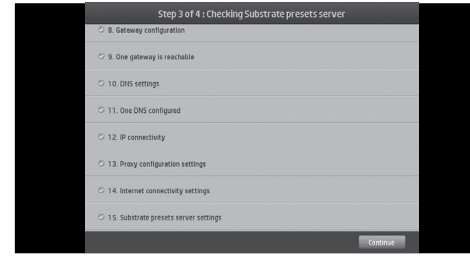 Step 3 of 4 : Checking Substrate presets server
8. Gateway configuration
9. One gateway is reachable
10. DNS settings
11. One DNS configured
12. IP connectivity
13. Proxy configuration settings
14. Internet connectivity settings
15. Substrate presets server settings
Continue